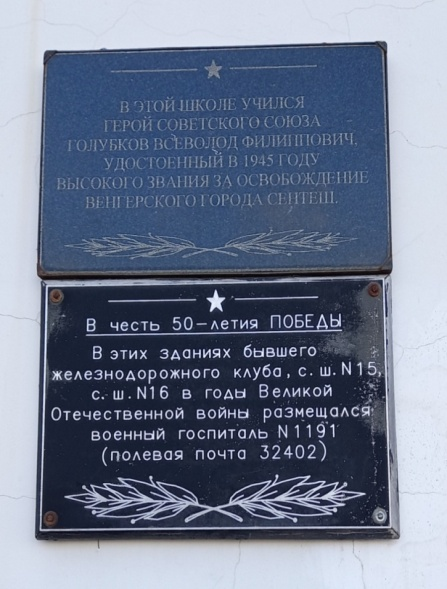 В ЭТОЙ ШКОЛЕ УЧИЛСЯ
ГЕРОЙ СОВЕТСКОГО СОЮЗА
ГОЛУБКОВ ВСЕВОЛОД ФИЛИППОВИЧ,
УДОСТОЕННЫЙ В 1945 ГОДУ
ВЫСОКОГО ЗВАНИЯ ЗА ОСВОБОЖДЕНИЕ
ВЕНГЕРСКОГО ГОРОДА СЕНТЕШ.
В честь 50-летия ПОБЕДЫ
В этих зданиях бывшего
железнодорожного клуба, с. ш. N15,
с. ш. N16 в годы Великой
Отечественной войны размещался
военный госпиталь N1191
(полевая почта 32402)